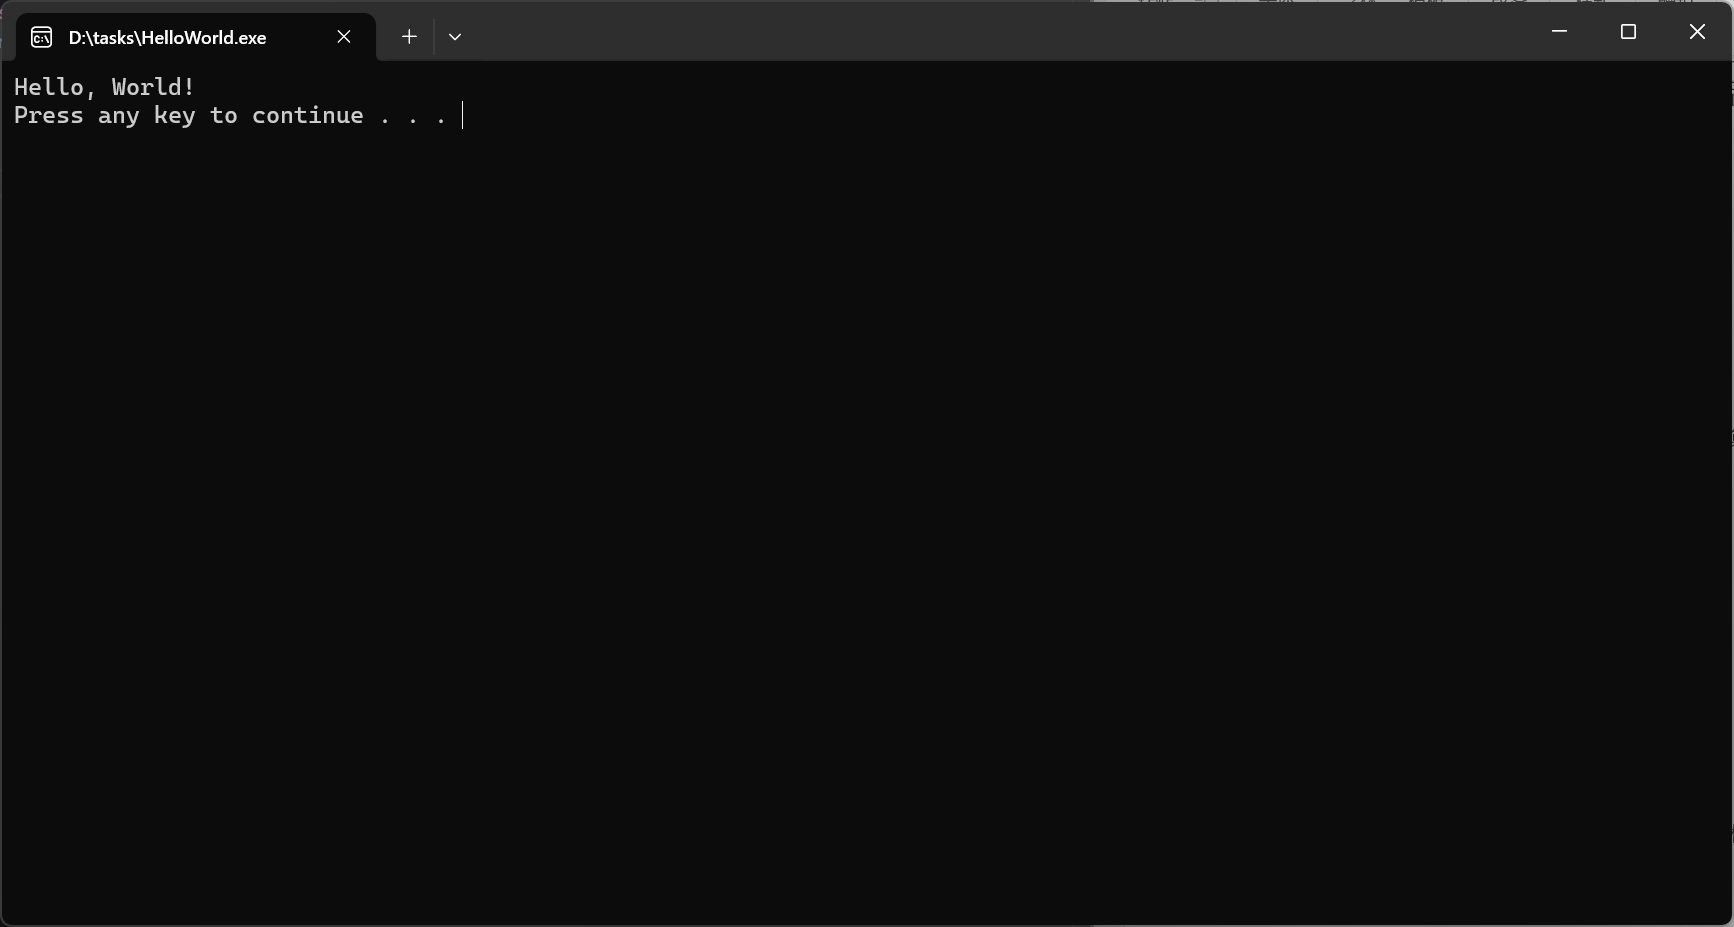 D:\tasks\HelloWorld.exe
Hello, World!
Press any key to continue . . .